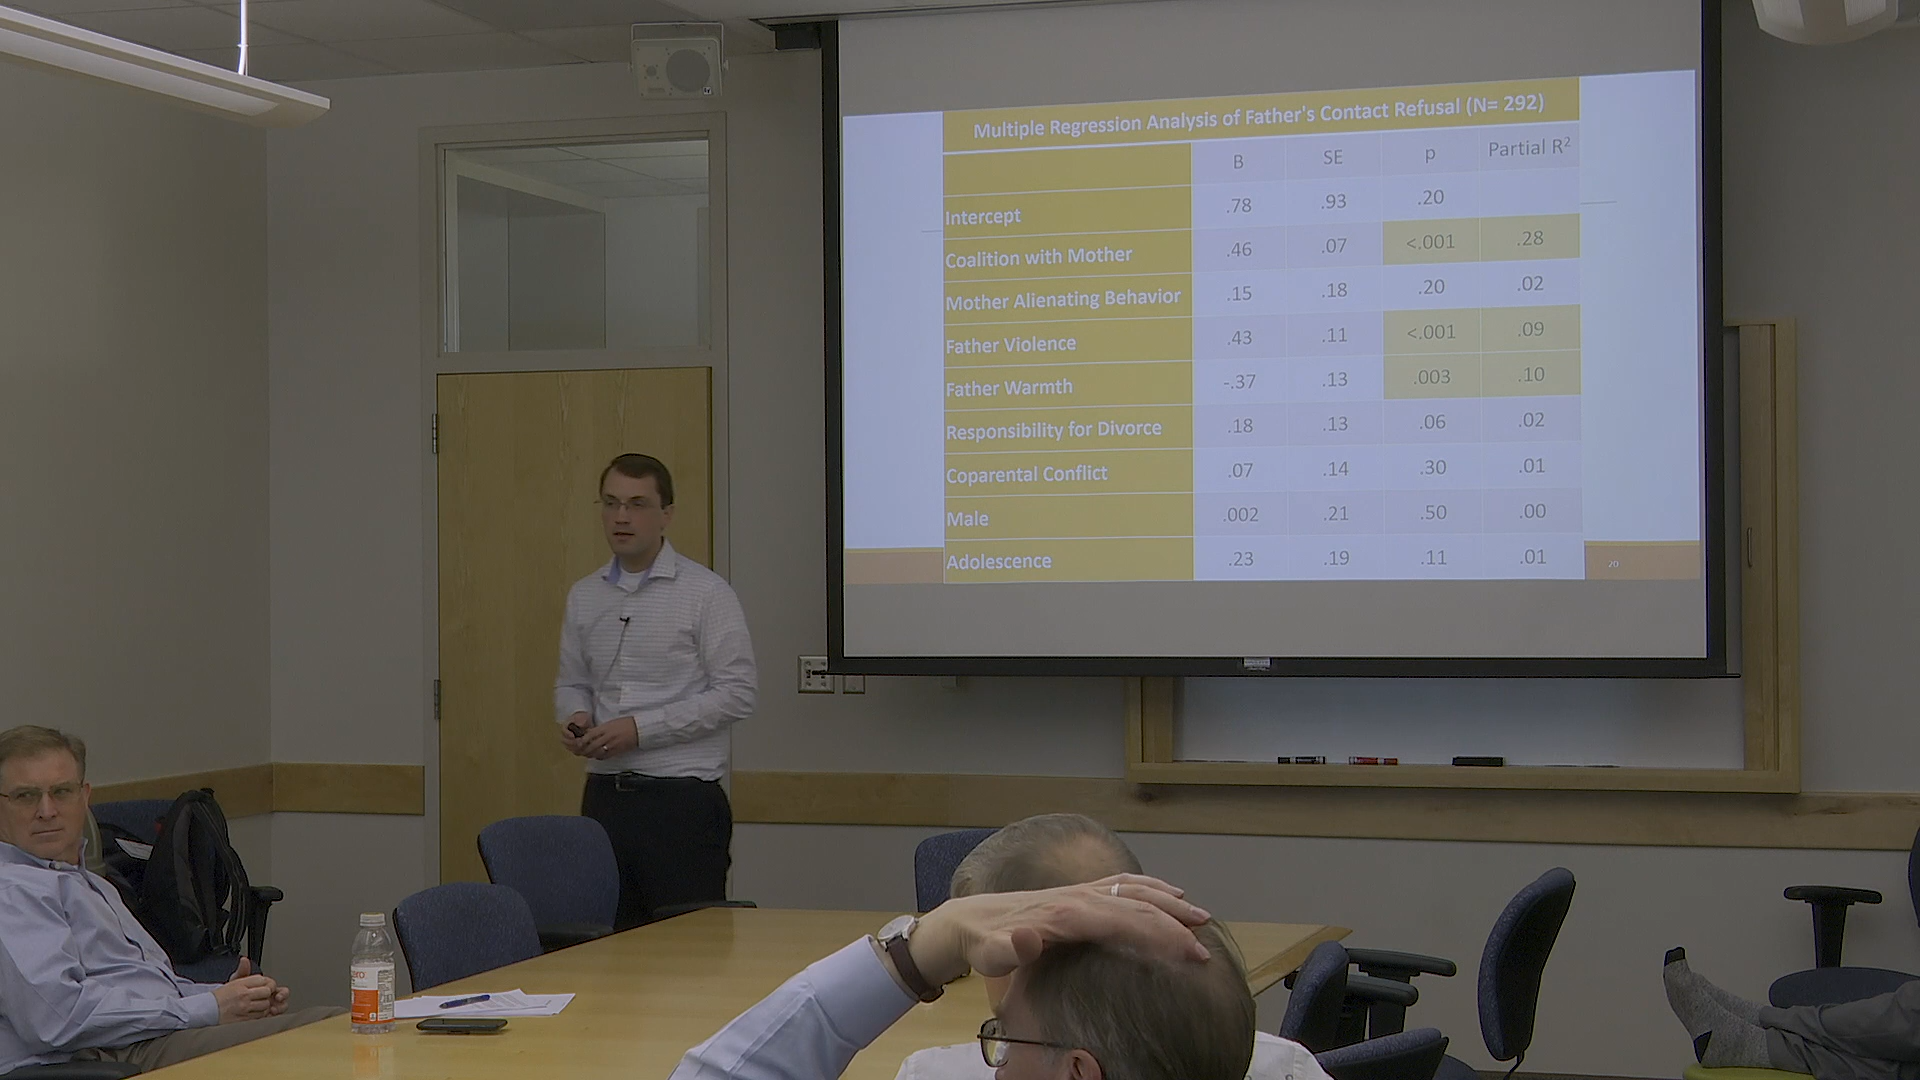 Multiple Regression Analysis of Father's Contact Refusal (N= 292)
B SE p Partial R²
Intercept .78 .93 .20
Coalition with Mother .46 .07 <.001 .28
Mother Alienating Behavior .15 .18 .20 .02
Father Violence .43 .11 <.001 .09
Father Warmth -.37 .13 .003 .10
Responsibility for Divorce .18 .13 .06 .02
Coparental Conflict .07 .14 .30 .01
Male .002 .21 .50 .00
Adolescence .23 .19 .11 .01
20